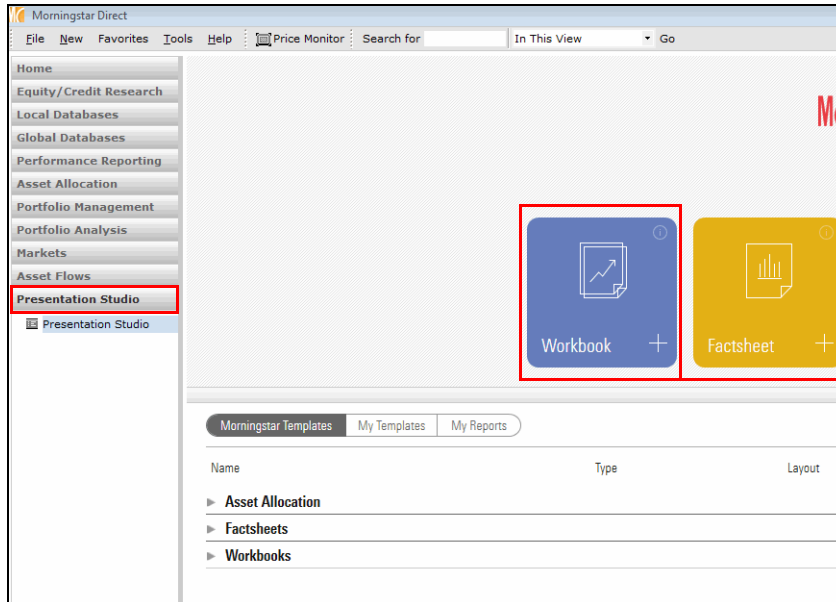 Morningstar Direct
File New Favorites Tools Help Price Monitor Search for In This View Go
Home
Equity/Credit Research
Local Databases
Global Databases
Performance Reporting
Asset Allocation
Portfolio Management
Portfolio Analysis
Markets
Asset Flows
Presentation Studio
Presentation Studio
Workbook
Factsheet
Morningstar Templates My Templates My Reports
Name Type Layout
Asset Allocation
Factsheets
Workbooks